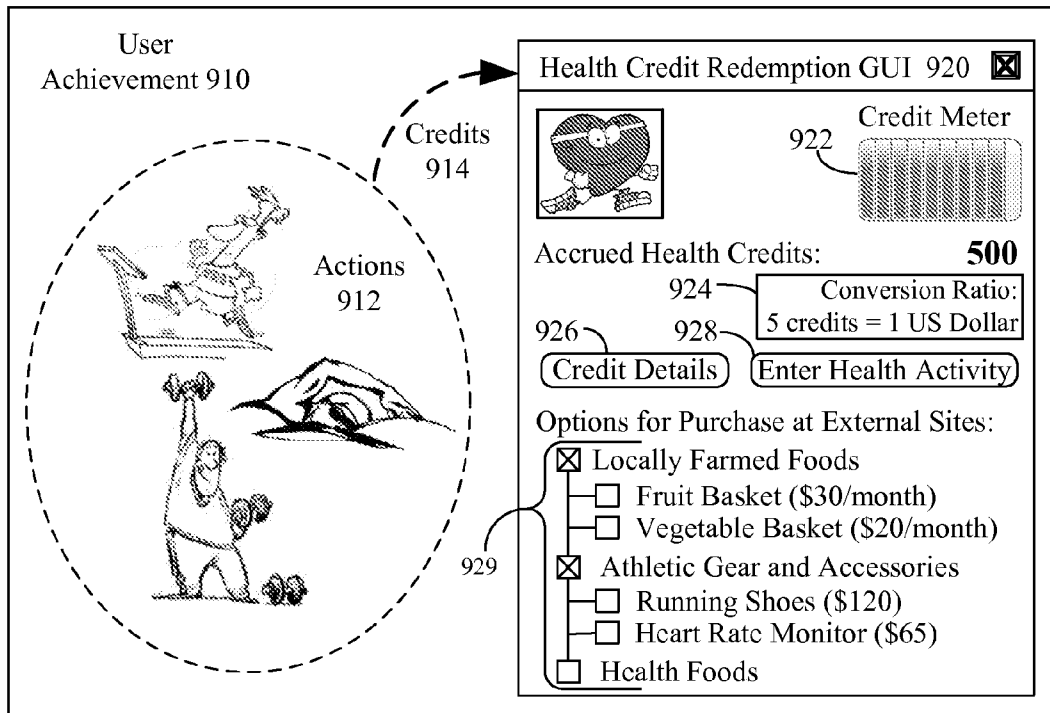 User
Achievement 910
Credits
914
Actions
912
Health Credit Redemption GUI 920
Credit Meter
922
Accrued Health Credits: 500
924
Conversion Ratio:
5 credits = 1 US Dollar
926
928
Credit Details
Enter Health Activity
Options for Purchase at External Sites:
Locally Farmed Foods
Fruit Basket ($30/month)
Vegetable Basket ($20/month)
929
Athletic Gear and Accessories
Running Shoes ($120)
Heart Rate Monitor ($65)
Health Foods